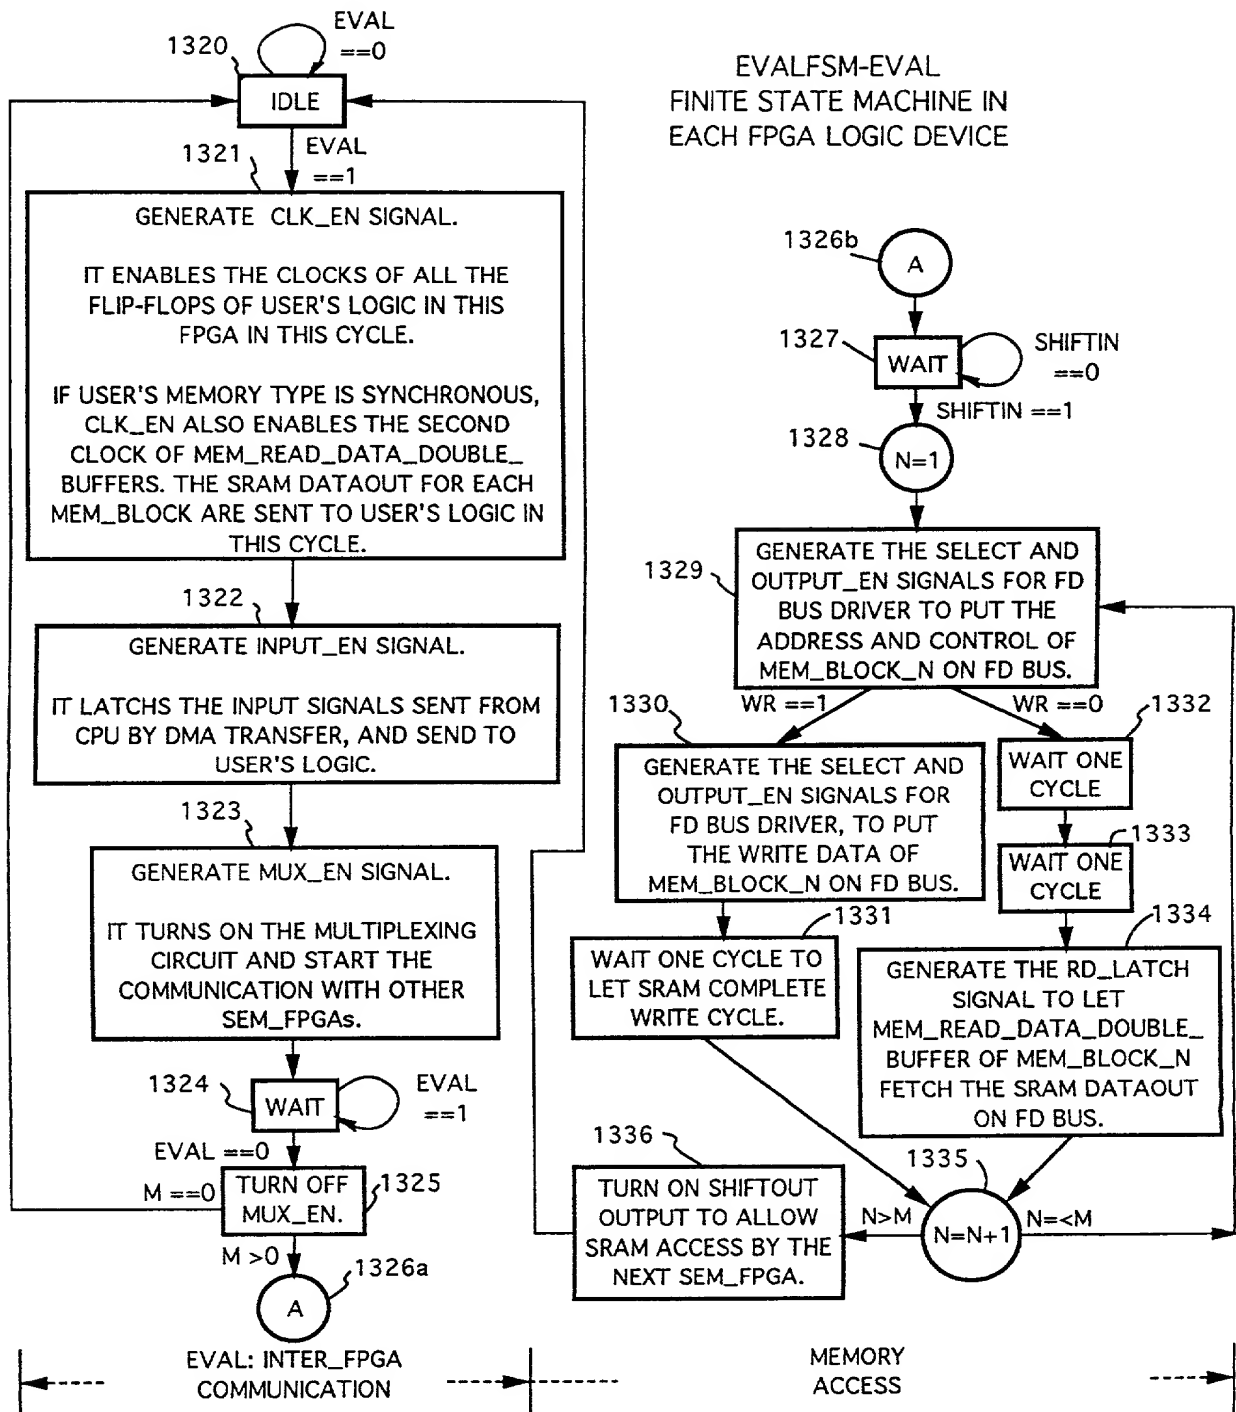 EVAL
==0
1320
IDLE
EVALFSM-EVAL
FINITE STATE MACHINE IN
EACH FPGA LOGIC DEVICE
1321
EVAL
==1
GENERATE CLK_EN SIGNAL.
IT ENABLES THE CLOCKS OF ALL THE
FLIP-FLOPS OF USER'S LOGIC IN THIS
FPGA IN THIS CYCLE.
IF USER'S MEMORY TYPE IS SYNCHRONOUS,
CLK_EN ALSO ENABLES THE SECOND
CLOCK OF MEM_READ_DATA_DOUBLE_
BUFFERS. THE SRAM DATAOUT FOR EACH
MEM_BLOCK ARE SENT TO USER'S LOGIC IN
THIS CYCLE.
1322
GENERATE INPUT_EN SIGNAL.
IT LATCHS THE INPUT SIGNALS SENT FROM
CPU BY DMA TRANSFER, AND SEND TO
USER'S LOGIC.
1323
GENERATE MUX_EN SIGNAL.
IT TURNS ON THE MULTIPLEXING
CIRCUIT AND START THE
COMMUNICATION WITH OTHER
SEM_FPGAs.
1324
WAIT
EVAL
==1
EVAL ==0
M ==0
TURN OFF
MUX_EN.
1325
M >0
1326a
A
1326b
A
1327
WAIT
SHIFTIN
==0
SHIFTIN ==1
1328
N=1
1329
GENERATE THE SELECT AND
OUTPUT_EN SIGNALS FOR FD
BUS DRIVER TO PUT THE
ADDRESS AND CONTROL OF
MEM_BLOCK_N ON FD BUS.
1330
WR ==1
WR ==0
1332
GENERATE THE SELECT AND
OUTPUT_EN SIGNALS FOR
FD BUS DRIVER, TO PUT
THE WRITE DATA OF
MEM_BLOCK_N ON FD BUS.
WAIT ONE
CYCLE
1333
WAIT ONE
CYCLE
1331
1334
WAIT ONE CYCLE TO
LET SRAM COMPLETE
WRITE CYCLE.
GENERATE THE RD_LATCH
SIGNAL TO LET
MEM_READ_DATA_DOUBLE_
BUFFER OF MEM_BLOCK_N
FETCH THE SRAM DATAOUT
ON FD BUS.
1336
1335
TURN ON SHIFTOUT
OUTPUT TO ALLOW
SRAM ACCESS BY THE
NEXT SEM_FPGA.
N>M
N=N+1
N=<M
EVAL: INTER_FPGA
COMMUNICATION
MEMORY
ACCESS